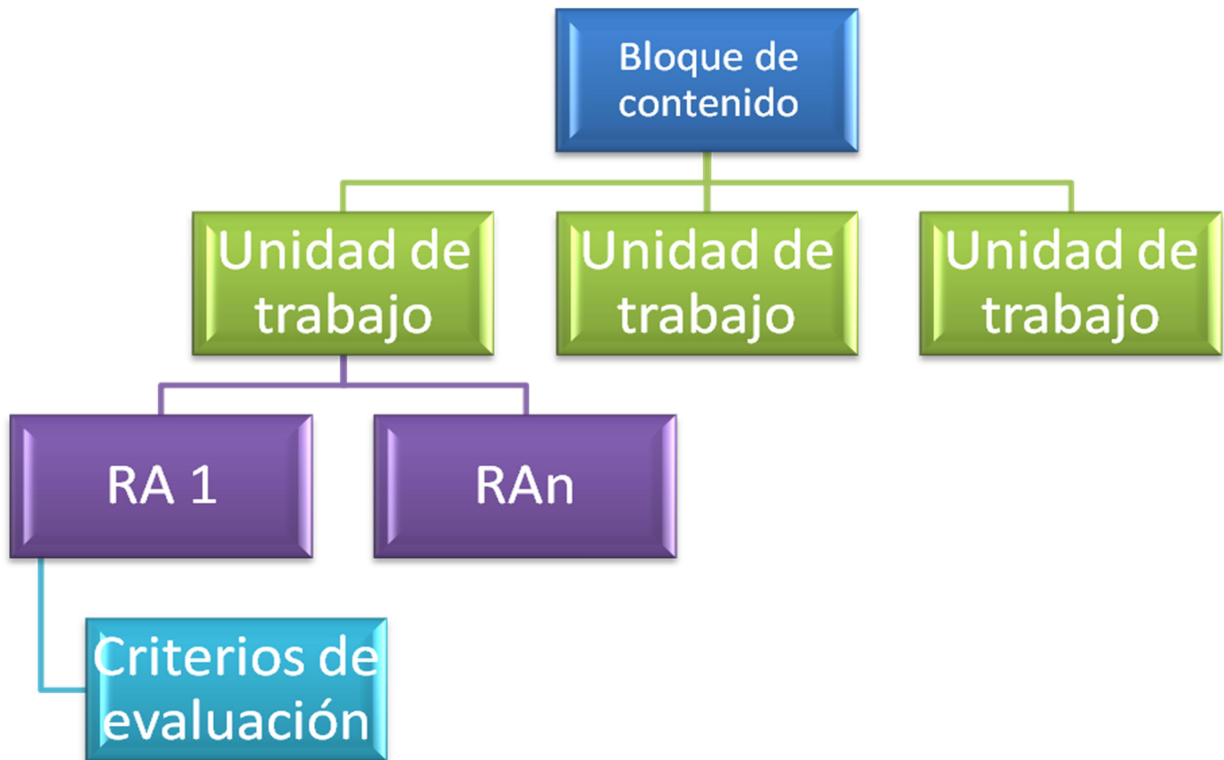 Bloque de
contenido
Unidad de
trabajo
Unidad de
trabajo
Unidad de
trabajo
RA 1
RAn
Criterios de
evaluación